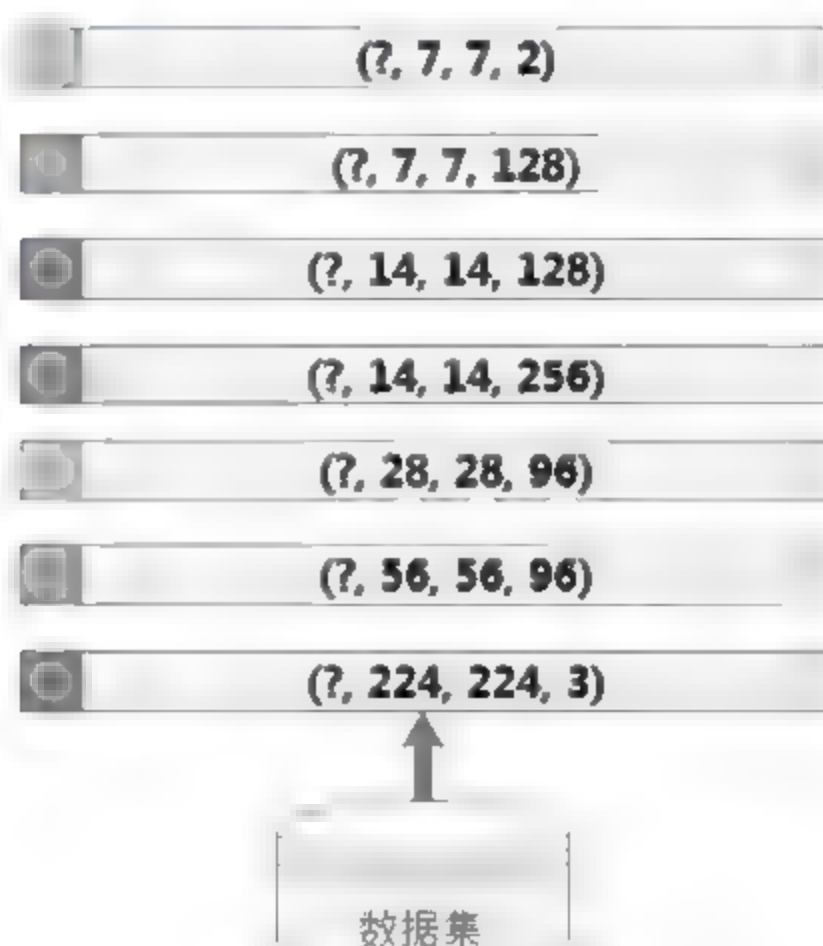 (?, 7, 7, 2)
(?, 7, 7, 128)
(?, 14, 14, 128)
(?, 14, 14, 256)
(?, 28, 28, 96)
(?, 56, 56, 96)
(?, 224, 224, 3)
数据集